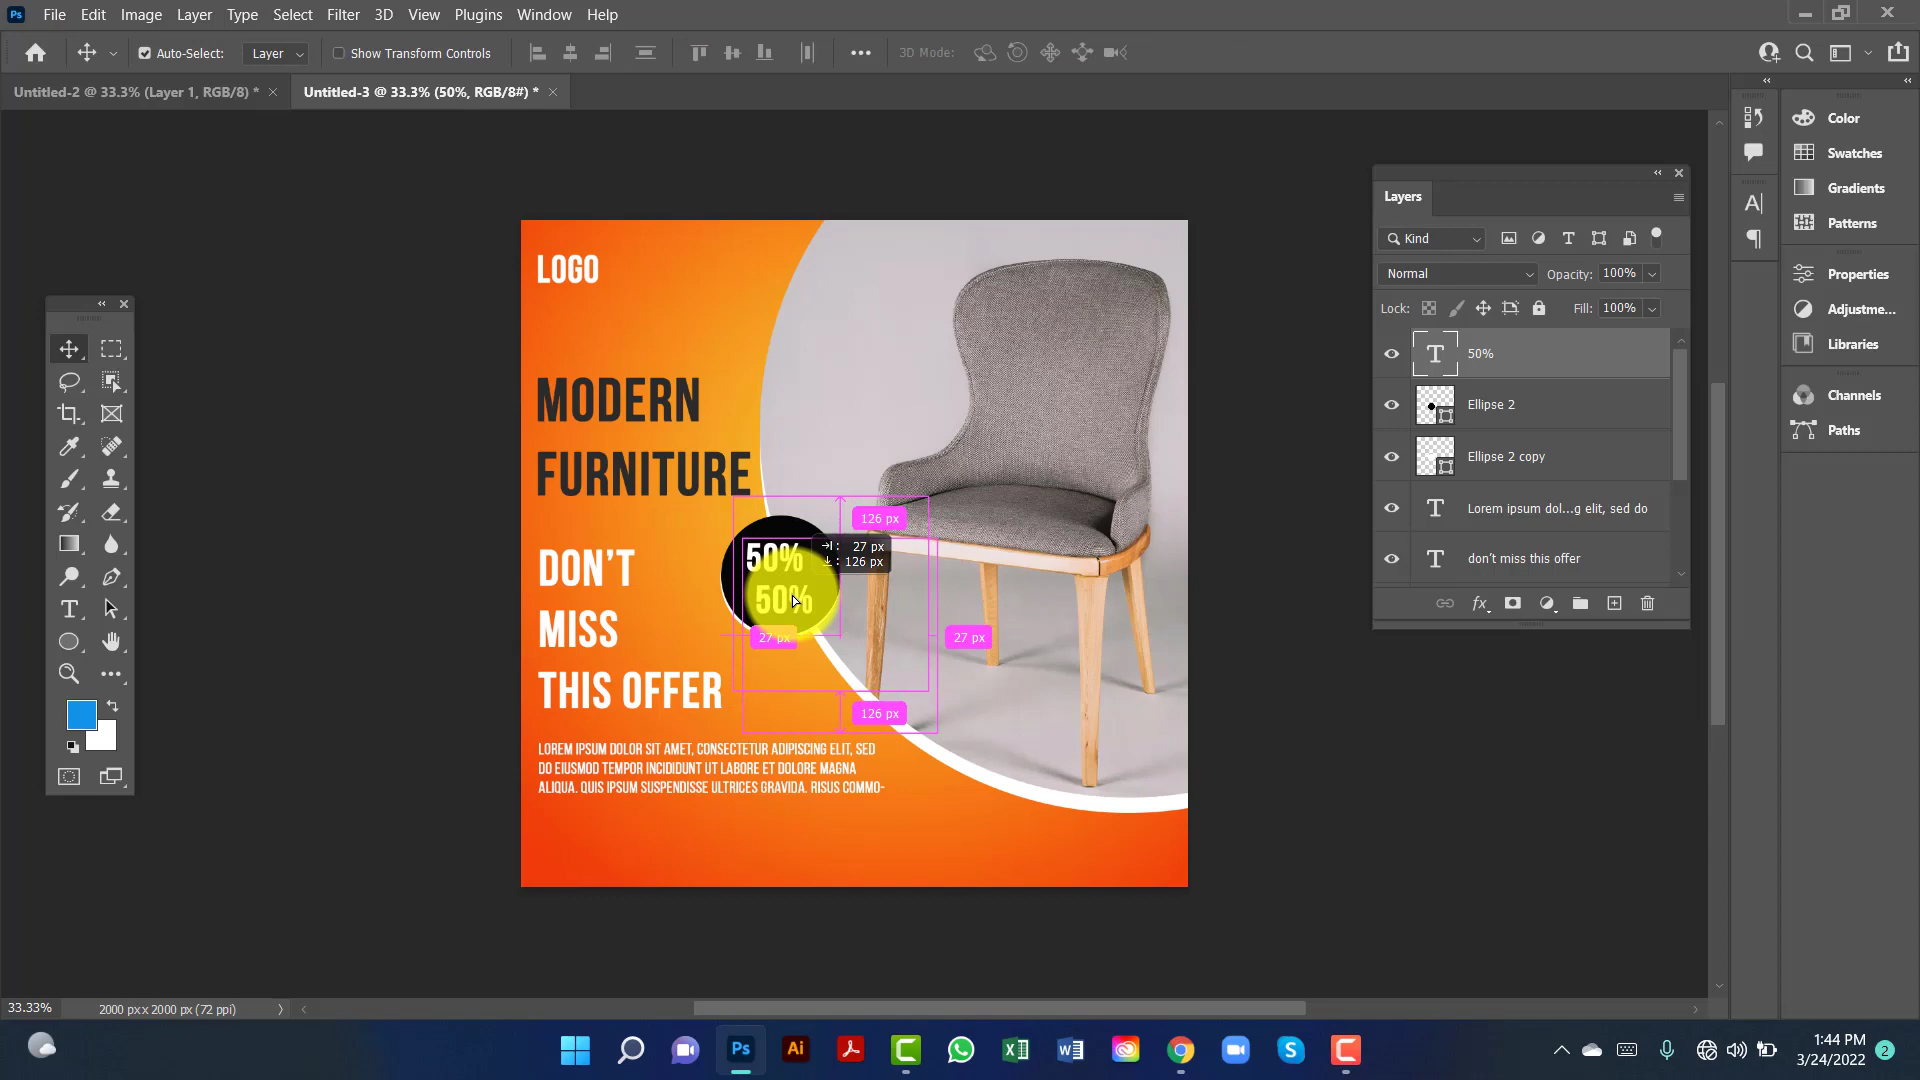 File Edit Image Layer Type Select Filter 3D View Plugins Window Help
Auto-Select: Layer Show Transform Controls 3D Mode:
Untitled-2 @ 33.3% (Layer 1, RGB/8) * Untitled-3 @ 33.3% (50%, RGB/8#) *
LOGO
MODERN
FURNITURE
DON'T
MISS
THIS OFFER
LOREM IPSUM DOLOR SIT AMET, CONSECTETUR ADIPISCING ELIT, SED
DO EIUSMOD TEMPOR INCIDIDUNT UT LABORE ET DOLORE MAGNA
ALIQUA. QUIS IPSUM SUSPENDISSE ULTRICES GRAVIDA. RISUS COMMO-
50%
50%
126 px
27 px
126 px
27 px
27 px
126 px
Layers
Kind
Normal Opacity: 100%
Lock: Fill: 100%
50%
Ellipse 2
Ellipse 2 copy
Lorem ipsum dol...g elit, sed do
don't miss this offer
Color
Swatches
Gradients
Patterns
Properties
Adjustme...
Libraries
Channels
Paths
33.33% 2000 px x 2000 px (72 ppi)
1:44 PM
3/24/2022
2